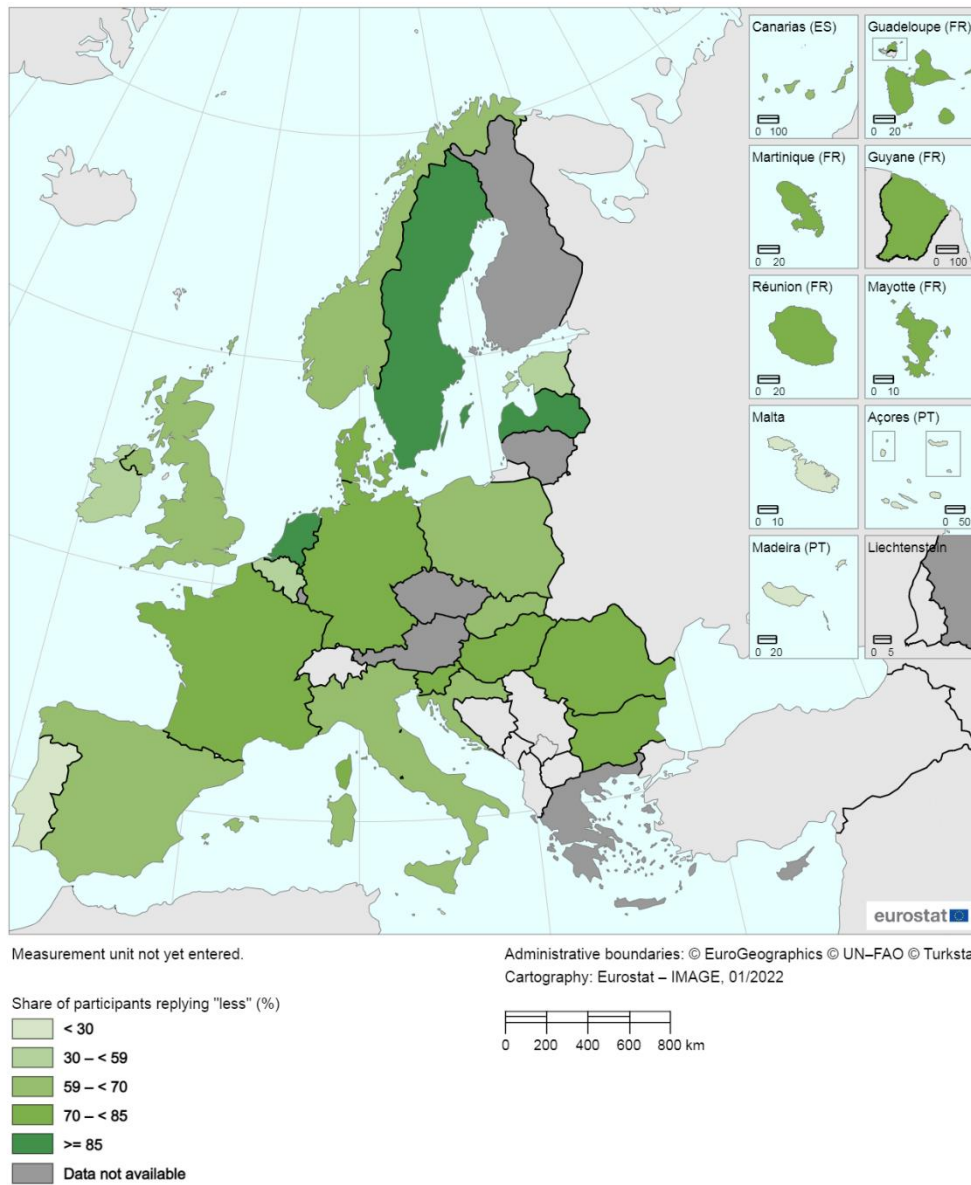 Canarias (ES)
0 100
Guadeloupe (FR)
0 20
Martinique (FR)
0 20
Guyane (FR)
0 100
Réunion (FR)
0 20
Mayotte (FR)
0 10
Malta
0 10
Açores (PT)
0 50
Madeira (PT)
0 20
Liechtenstein
0 5
eurostat
Measurement unit not yet entered.
Administrative boundaries: © EuroGeographics © UN–FAO © Turksta
Cartography: Eurostat – IMAGE, 01/2022
Share of participants replying "less" (%)
< 30
30 – < 59
59 – < 70
70 – < 85
>= 85
Data not available
0 200 400 600 800 km